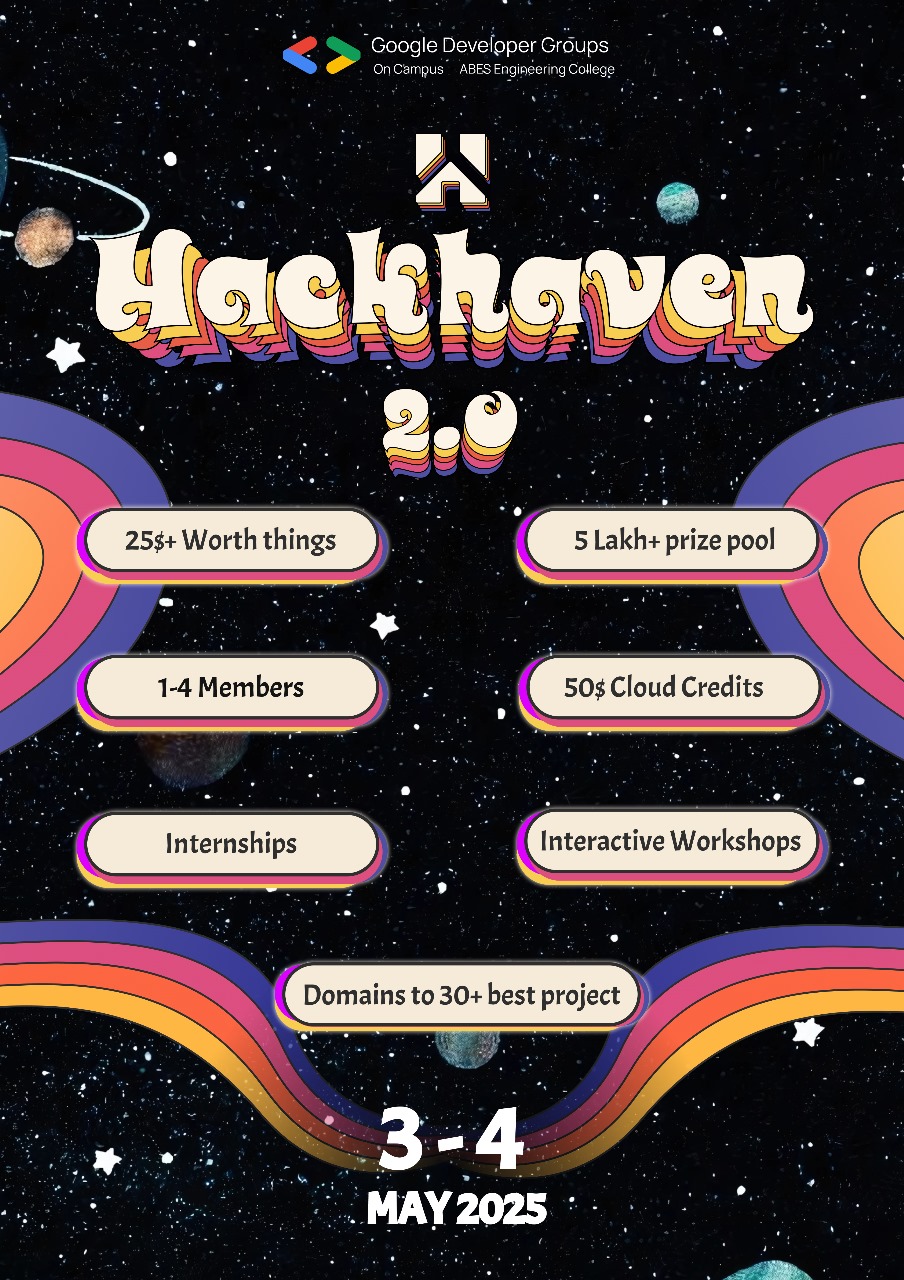 Google Developer Groups
On Campus ABES Engineering College
H
Hackhaven
2.0
25$+ Worth things
5 Lakh+ prize pool
1-4 Members
50$ Cloud Credits
Internships
Interactive Workshops
Domains to 30+ best project
3 - 4
MAY 2025